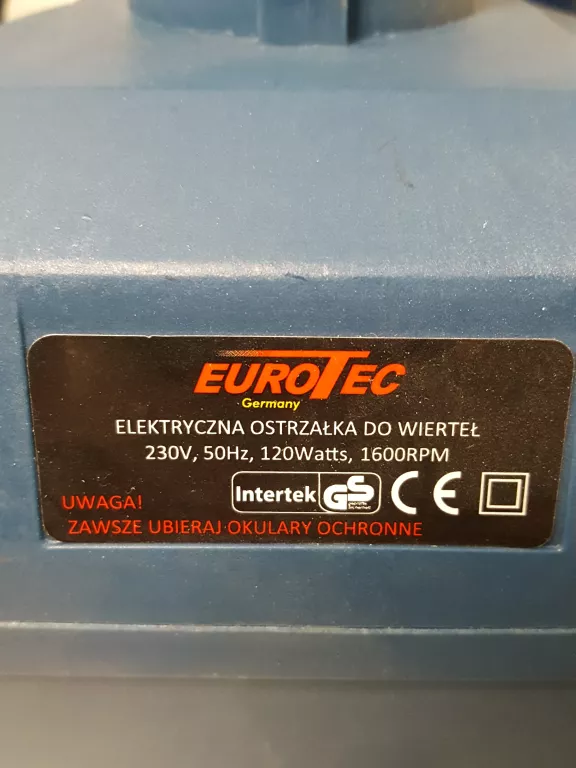 EUROTEC
Germany
ELEKTRYCZNA OSTRZAŁKA DO WIERTEŁ
230V, 50Hz, 120Watts, 1600RPM
Intertek GS CE
UWAGA!
ZAWSZE UBIERAJ OKULARY OCHRONNE